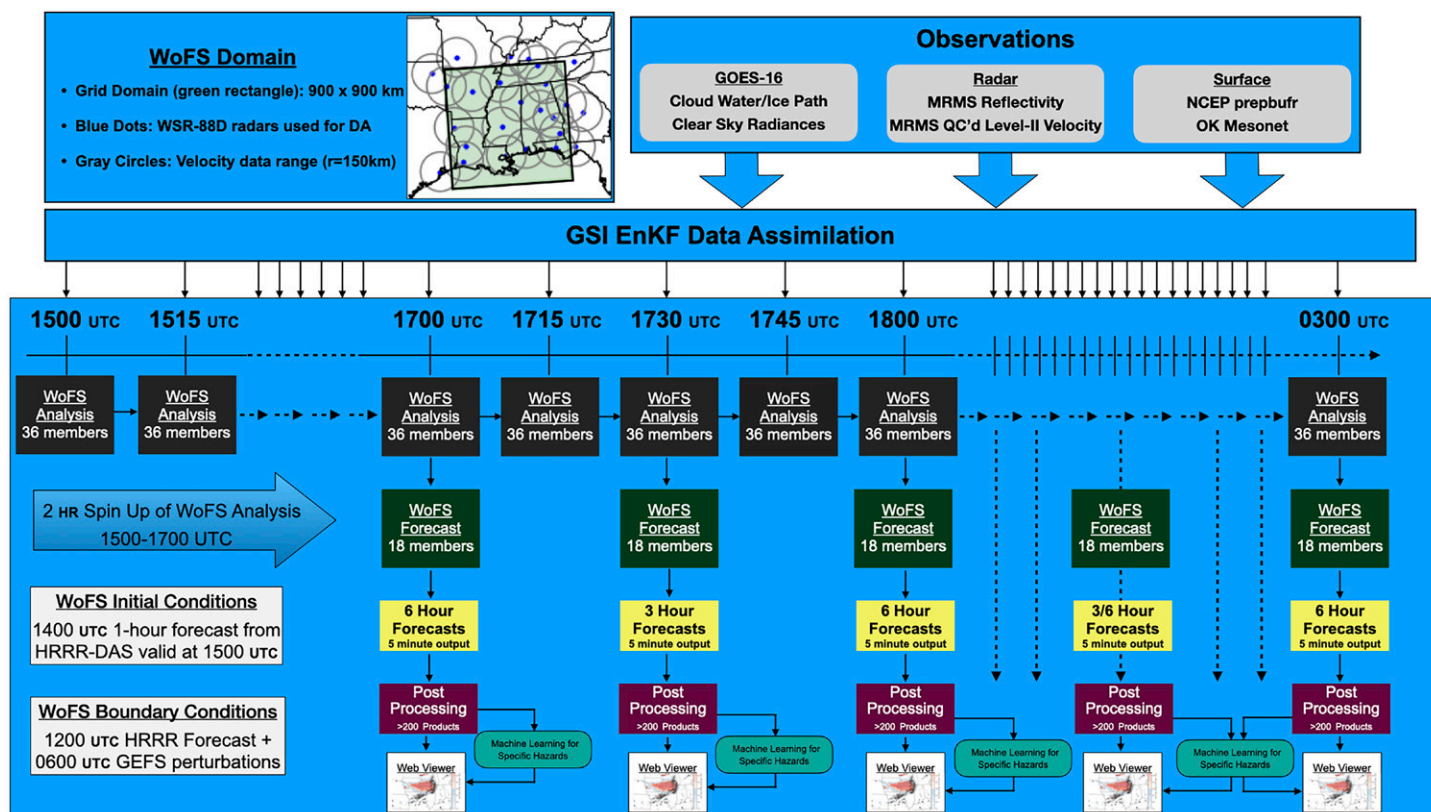 WoFS Domain
• Grid Domain (green rectangle): 900 x 900 km
• Blue Dots: WSR-88D radars used for DA
• Gray Circles: Velocity data range (r=150km)
Observations
GOES-16
Cloud Water/Ice Path
Clear Sky Radiances
Radar
MRMS Reflectivity
MRMS QC'd Level-II Velocity
Surface
NCEP prepbufr
OK Mesonet
GSI EnKF Data Assimilation
1500 UTC
1515 UTC
1700 UTC
1715 UTC
1730 UTC
1745 UTC
1800 UTC
0300 UTC
WoFS
Analysis
36 members
WoFS
Analysis
36 members
WoFS
Analysis
36 members
WoFS
Analysis
36 members
WoFS
Analysis
36 members
WoFS
Analysis
36 members
WoFS
Analysis
36 members
WoFS
Analysis
36 members
2 HR Spin Up of WoFS Analysis
1500-1700 UTC
WoFS
Forecast
18 members
WoFS
Forecast
18 members
WoFS
Forecast
18 members
WoFS
Forecast
18 members
WoFS
Forecast
18 members
WoFS Initial Conditions
1400 UTC 1-hour forecast from
HRRR-DAS valid at 1500 UTC
6 Hour
Forecasts
5 minute output
3 Hour
Forecasts
5 minute output
6 Hour
Forecasts
5 minute output
3/6 Hour
Forecasts
5 minute output
6 Hour
Forecasts
5 minute output
WoFS Boundary Conditions
1200 UTC HRRR Forecast +
0600 UTC GEFS perturbations
Post
Processing
>200 Products
Post
Processing
>200 Products
Post
Processing
>200 Products
Post
Processing
>200 Products
Post
Processing
>200 Products
Machine Learning for
Specific Hazards
Machine Learning for
Specific Hazards
Machine Learning for
Specific Hazards
Machine Learning for
Specific Hazards
Web Viewer
Web Viewer
Web Viewer
Web Viewer
Web Viewer